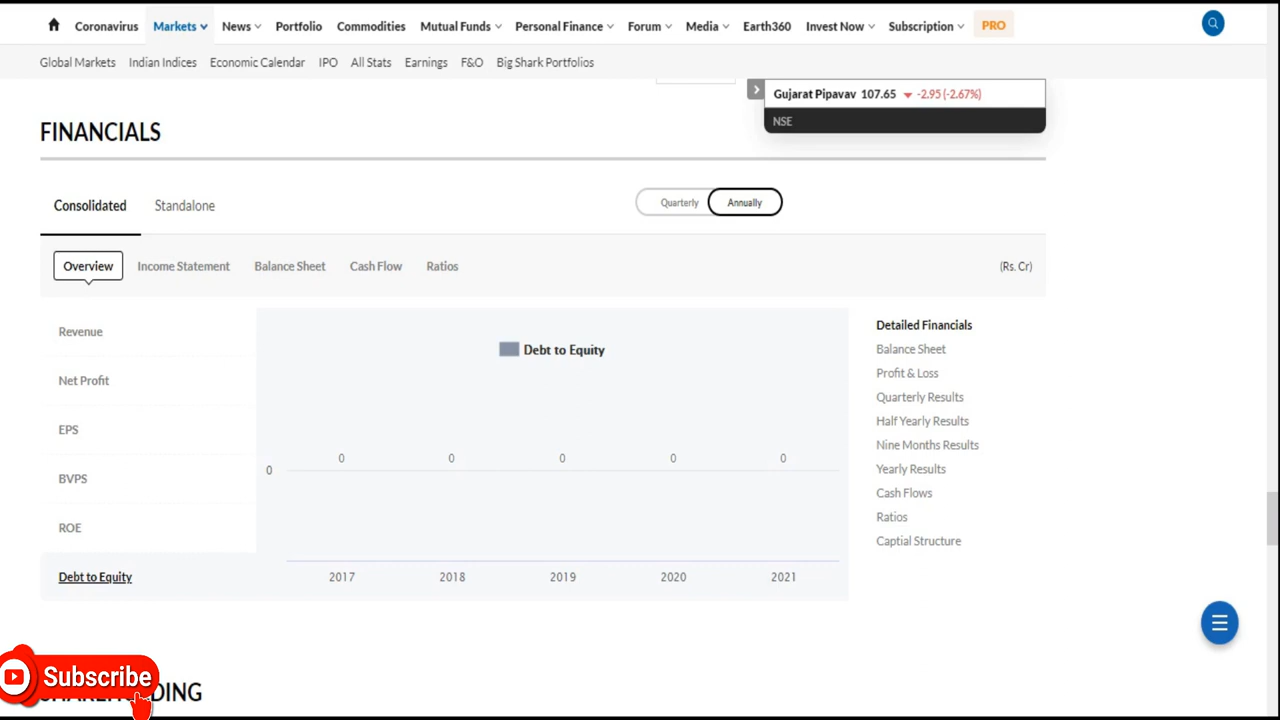 Coronavirus Markets News Portfolio Commodities Mutual Funds Personal Finance Forum Media Earth360 Invest Now Subscription PRO
Global Markets Indian Indices Economic Calendar IPO All Stats Earnings F&O Big Shark Portfolios
Gujarat Pipavav 107.65 -2.95 (-2.67%)
NSE
FINANCIALS
Consolidated Standalone Quarterly Annually
Overview Income Statement Balance Sheet Cash Flow Ratios (Rs. Cr)
Revenue
Net Profit
EPS
BVPS
ROE
Debt to Equity
Debt to Equity
0 0 0 0 0
0
2017 2018 2019 2020 2021
Detailed Financials
Balance Sheet
Profit & Loss
Quarterly Results
Half Yearly Results
Nine Months Results
Yearly Results
Cash Flows
Ratios
Captial Structure
Subscribe